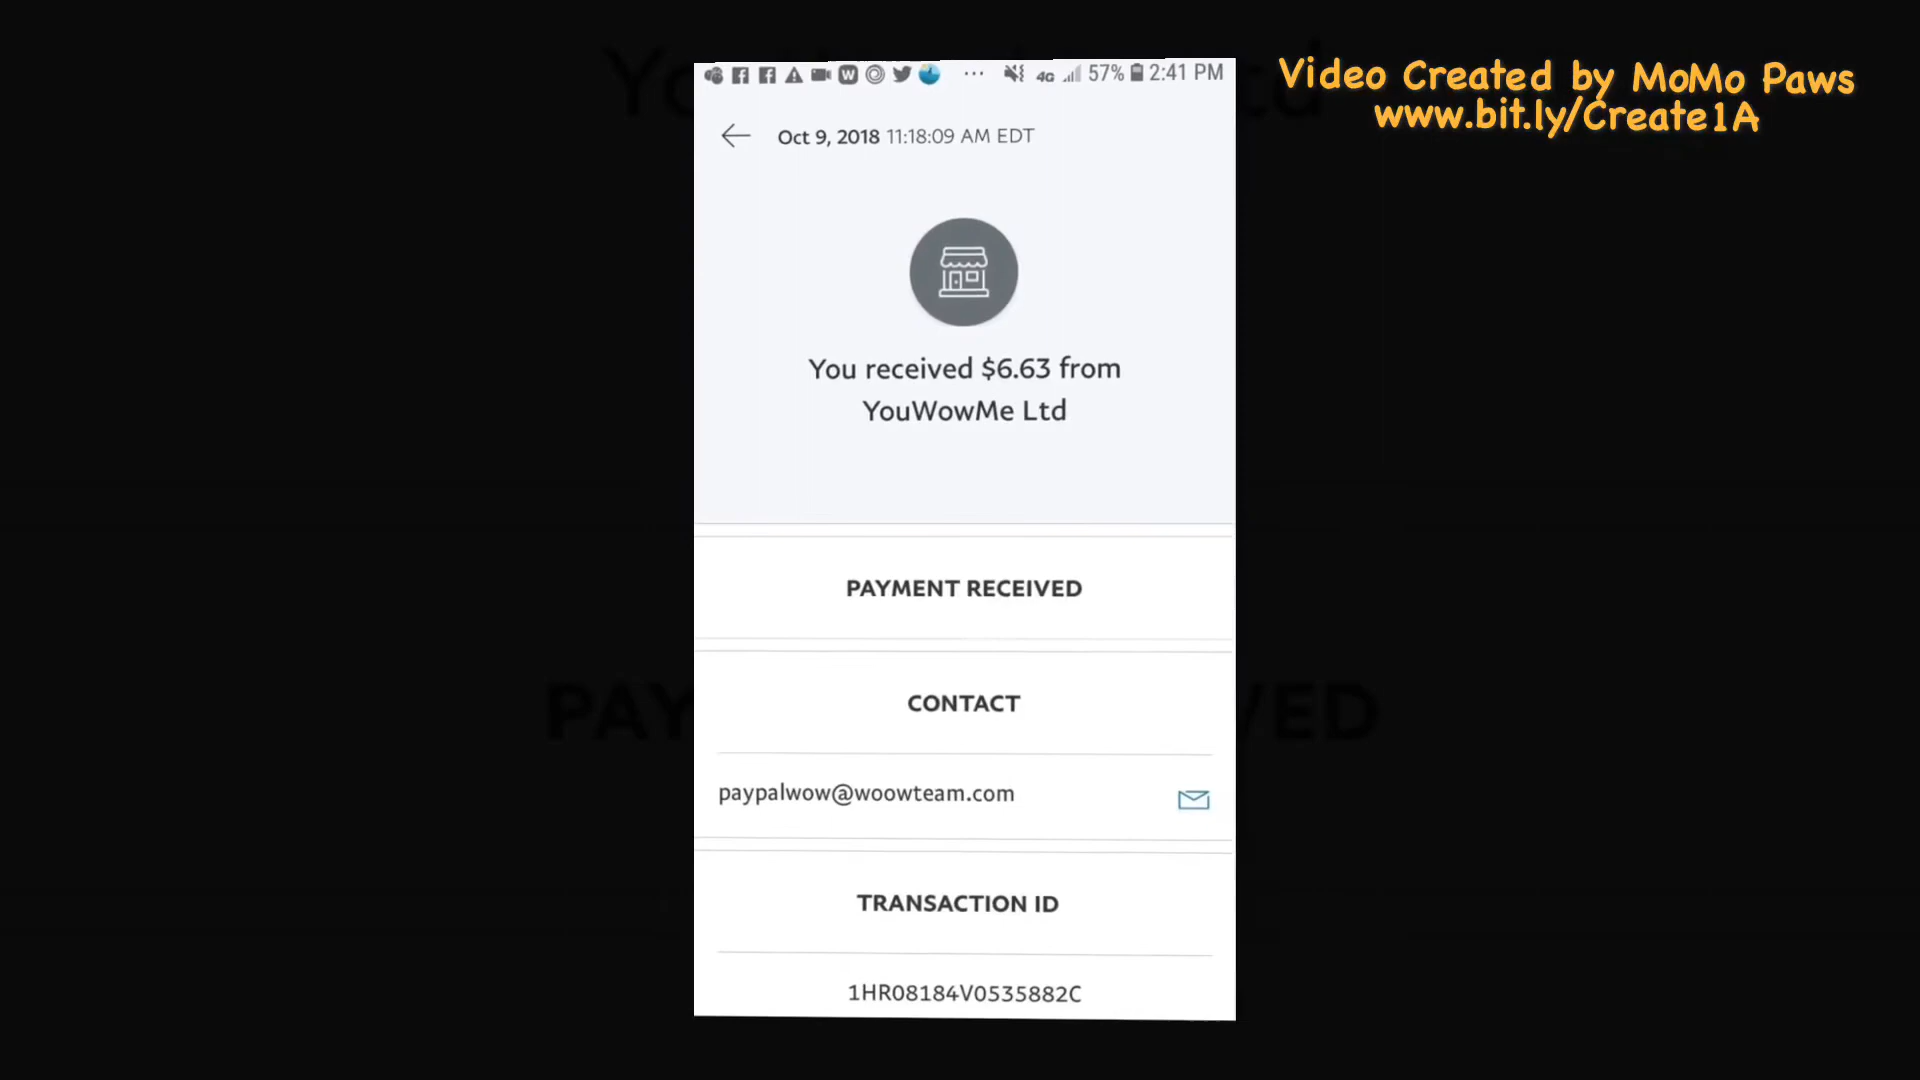 Video Created by MoMo Paws
www.bit.ly/Create1A
4G 57% 2:41 PM
Oct 9, 2018 11:18:09 AM EDT
You received $6.63 from
YouWowMe Ltd
PAYMENT RECEIVED
CONTACT
paypalwow@woowteam.com
TRANSACTION ID
1HR08184V0535882C